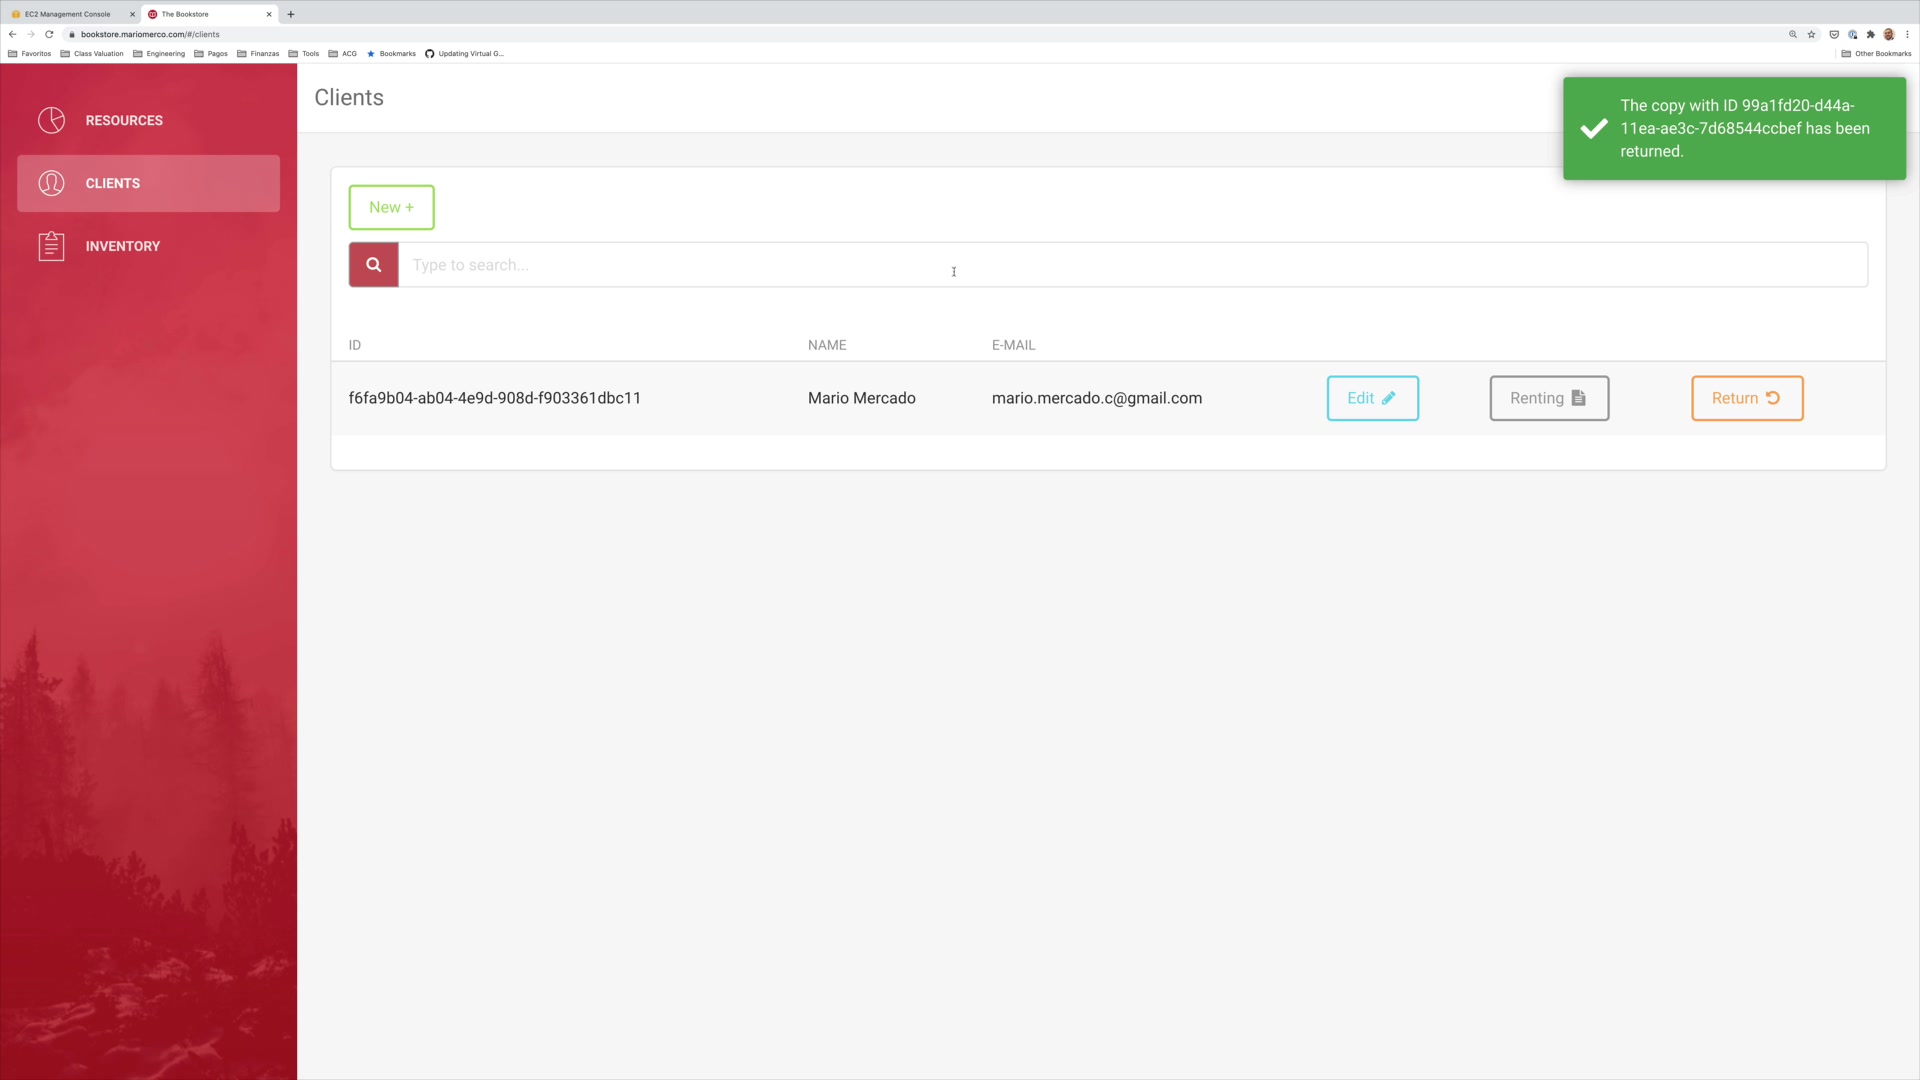 EC2 Management Console
The Bookstore
bookstore.mariomerco.com/#/clients
Favoritos Class Valuation Engineering Pagos Finanzas Tools ACG Bookmarks Updating Virtual G...
Other Bookmarks
RESOURCES
CLIENTS
INVENTORY
Clients
The copy with ID 99a1fd20-d44a-
11ea-ae3c-7d68544ccbef has been
returned.
New +
Type to search...
ID NAME E-MAIL
f6fa9b04-ab04-4e9d-908d-f903361dbc11 Mario Mercado mario.mercado.c@gmail.com Edit Renting Return